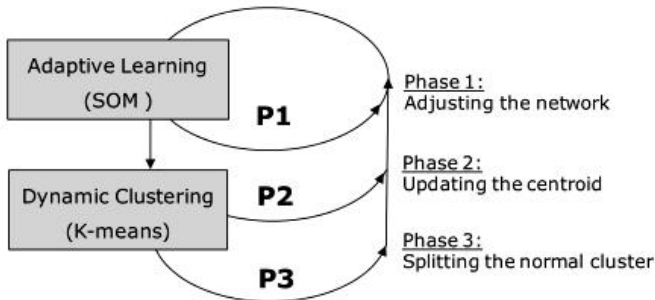 Adaptive Learning
(SOM )
P1
Phase 1:
Adjusting the network
Dynamic Clustering
(K-means)
P2
Phase 2:
Updating the centroid
P3
Phase 3:
Splitting the normal cluster